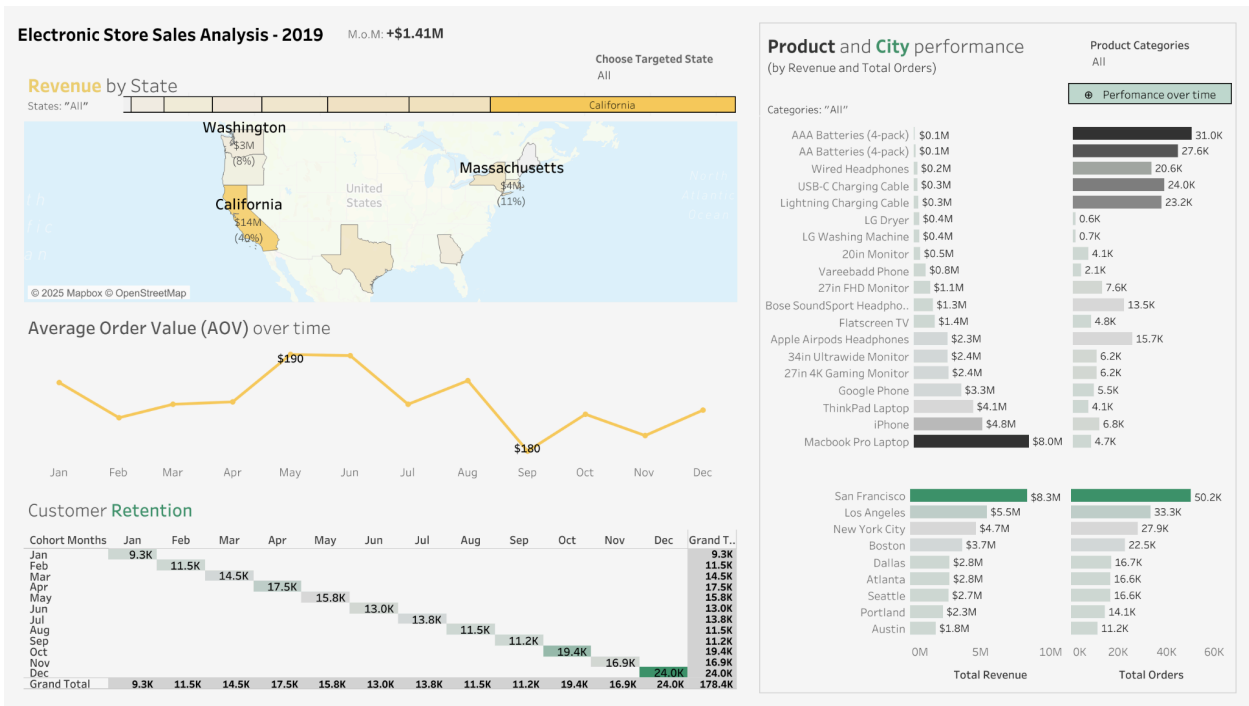 Electronic Store Sales Analysis - 2019
M.o.M: +$1.41M
Choose Targeted State
All
Revenue by State
States: "All"
California
Washington
$3M
(8%)
Massachusetts
$4M
(11%)
United
States
California
$14M
(40%)
North
Atlantic
Ocean
© 2025 Mapbox © OpenStreetMap
Average Order Value (AOV) over time
$190
$180
Jan Feb Mar Apr May Jun Jul Aug Sep Oct Nov Dec
Customer Retention
Cohort Months Jan Feb Mar Apr May Jun Jul Aug Sep Oct Nov Dec Grand T..
Jan 9.3K 9.3K
Feb 11.5K 11.5K
Mar 14.5K 14.5K
Apr 17.5K 17.5K
May 15.8K 15.8K
Jun 13.0K 13.0K
Jul 13.8K 13.8K
Aug 11.5K 11.5K
Sep 11.2K 11.2K
Oct 19.4K 19.4K
Nov 16.9K 16.9K
Dec 24.0K 24.0K
Grand Total 9.3K 11.5K 14.5K 17.5K 15.8K 13.0K 13.8K 11.5K 11.2K 19.4K 16.9K 24.0K 178.4K
Product and City performance
(by Revenue and Total Orders)
Product Categories
All
⊕ Perfomance over time
Categories: "All"
AAA Batteries (4-pack) $0.1M 31.0K
AA Batteries (4-pack) $0.1M 27.6K
Wired Headphones $0.2M 20.6K
USB-C Charging Cable $0.3M 24.0K
Lightning Charging Cable $0.3M 23.2K
LG Dryer $0.4M 0.6K
LG Washing Machine $0.4M 0.7K
20in Monitor $0.5M 4.1K
Vareebadd Phone $0.8M 2.1K
27in FHD Monitor $1.1M 7.6K
Bose SoundSport Headpho.. $1.3M 13.5K
Flatscreen TV $1.4M 4.8K
Apple Airpods Headphones $2.3M 15.7K
34in Ultrawide Monitor $2.4M 6.2K
27in 4K Gaming Monitor $2.4M 6.2K
Google Phone $3.3M 5.5K
ThinkPad Laptop $4.1M 4.1K
iPhone $4.8M 6.8K
Macbook Pro Laptop $8.0M 4.7K
San Francisco $8.3M 50.2K
Los Angeles $5.5M 33.3K
New York City $4.7M 27.9K
Boston $3.7M 22.5K
Dallas $2.8M 16.7K
Atlanta $2.8M 16.6K
Seattle $2.7M 16.6K
Portland $2.3M 14.1K
Austin $1.8M 11.2K
0M 5M 10M 0K 20K 40K 60K
Total Revenue Total Orders